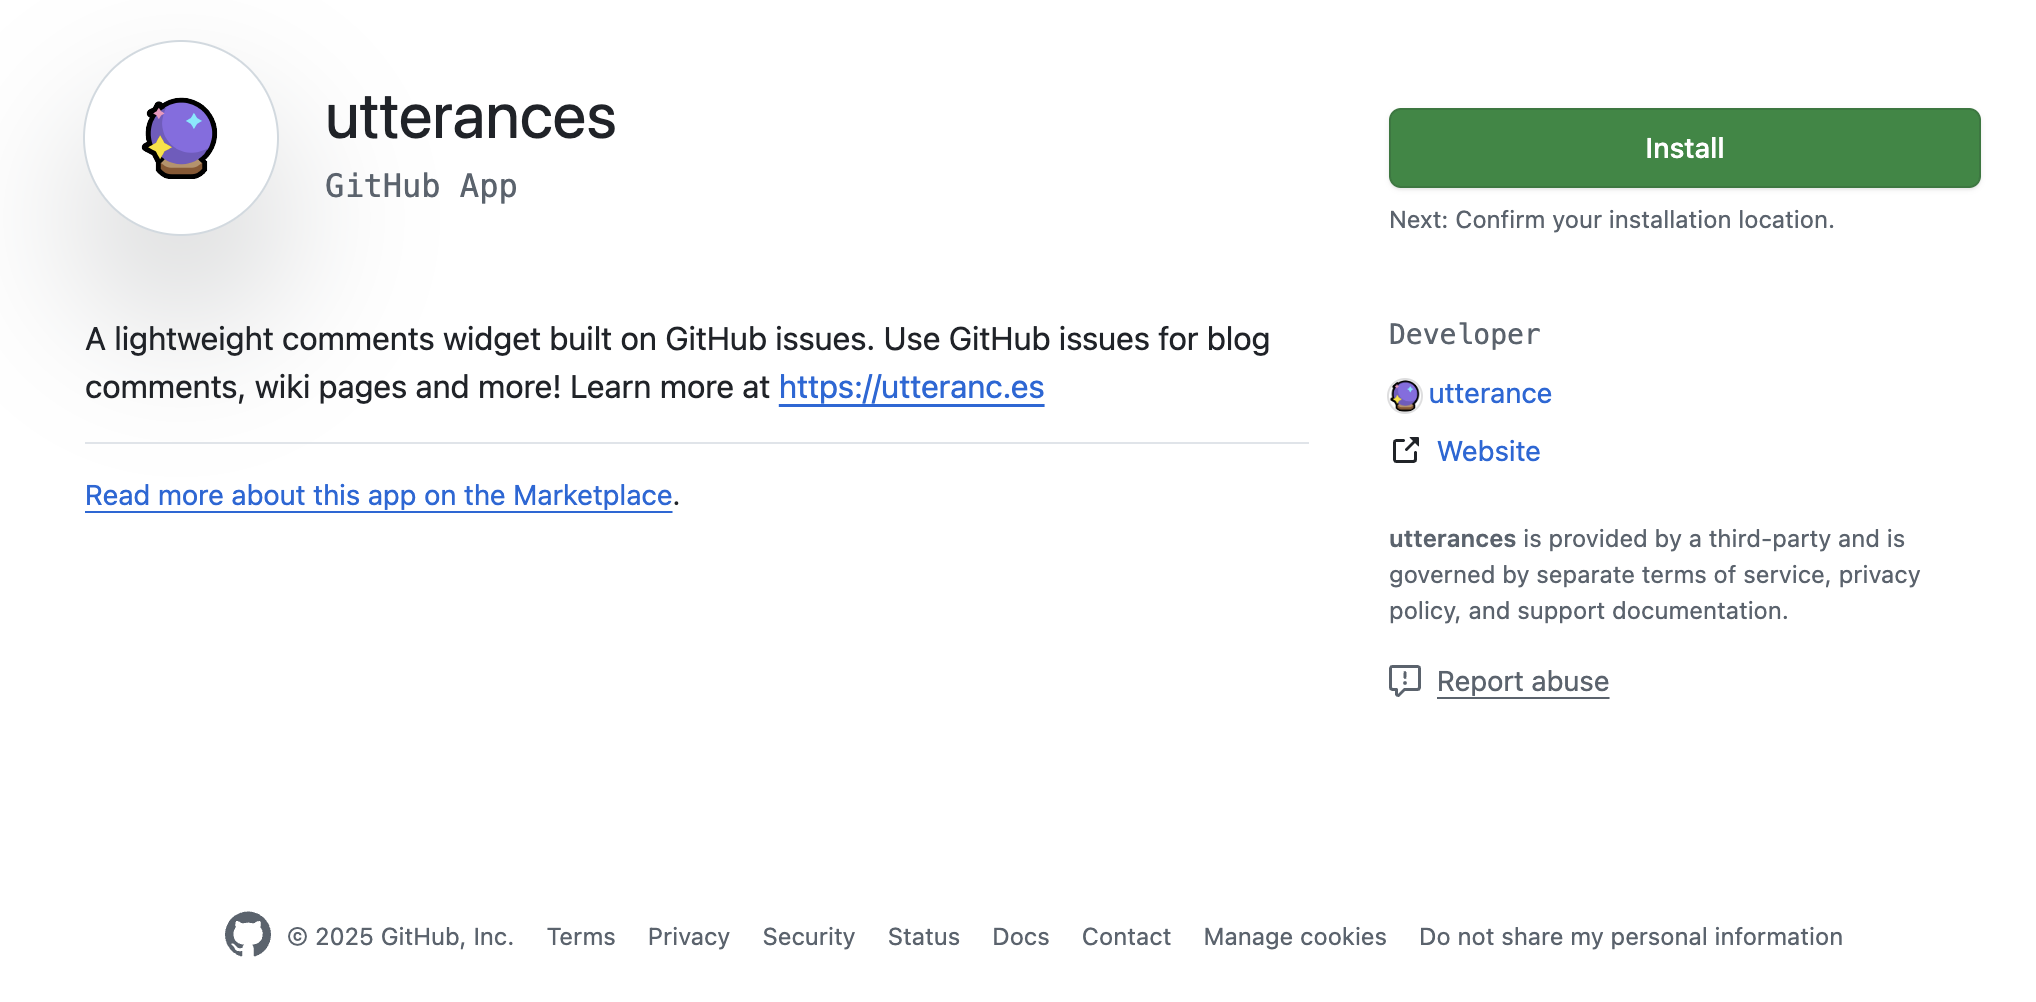 utterances
GitHub App
A lightweight comments widget built on GitHub issues. Use GitHub issues for blog
comments, wiki pages and more! Learn more at https://utteranc.es
Read more about this app on the Marketplace.
Install
Next: Confirm your installation location.
Developer
utterance
Website
utterances is provided by a third-party and is
governed by separate terms of service, privacy
policy, and support documentation.
Report abuse
© 2025 GitHub, Inc. Terms Privacy Security Status Docs Contact Manage cookies Do not share my personal information